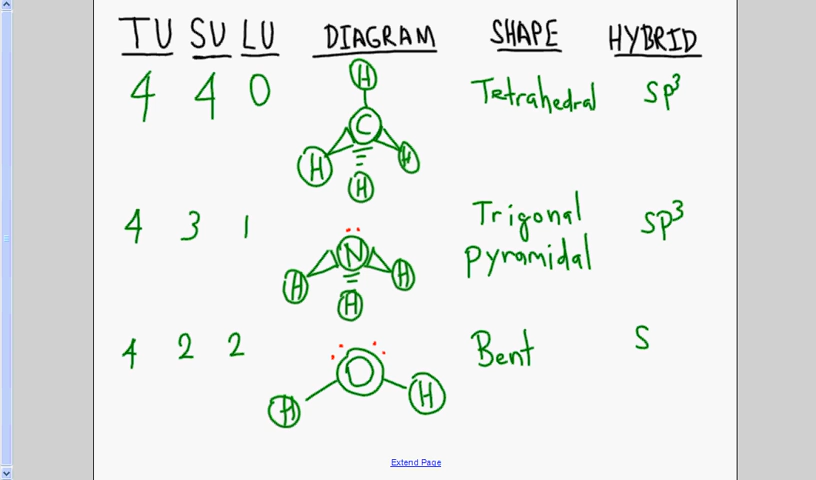 TU SU LU DIAGRAM SHAPE HYBRID
4 4 0 Tetrahedral sp³
H
C
H H
H
4 3 1 Trigonal sp³
Pyramidal
N
H H
H
4 2 2 Bent S
O
H H
Extend Page